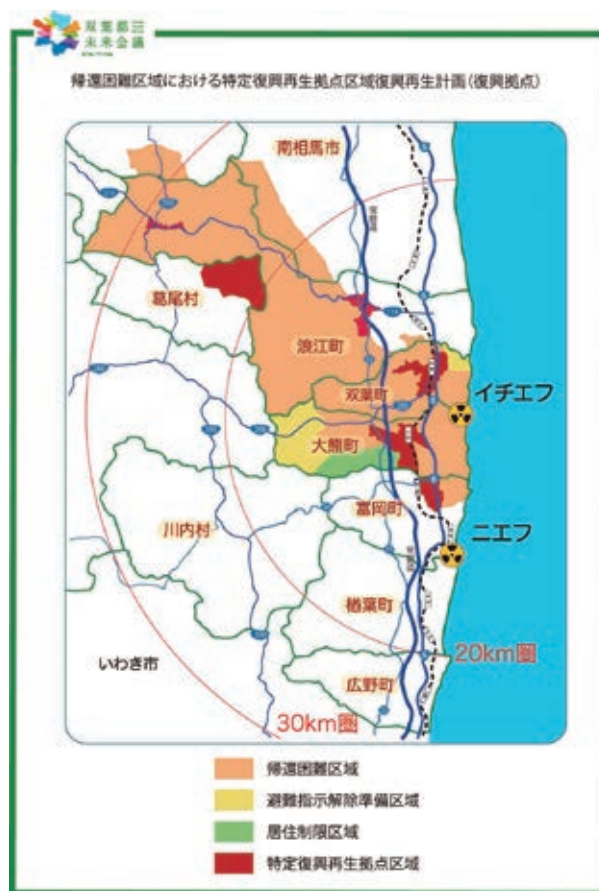 双葉郡
未来会議
帰還困難区域における特定復興再生拠点区域復興再生計画(復興拠点)
南相馬市
葛尾村
浪江町
双葉町
イチエフ
大熊町
富岡町
川内村
ニエフ
楢葉町
いわき市
20km圏
広野町
30km圏
帰還困難区域
避難指示解除準備区域
居住制限区域
特定復興再生拠点区域